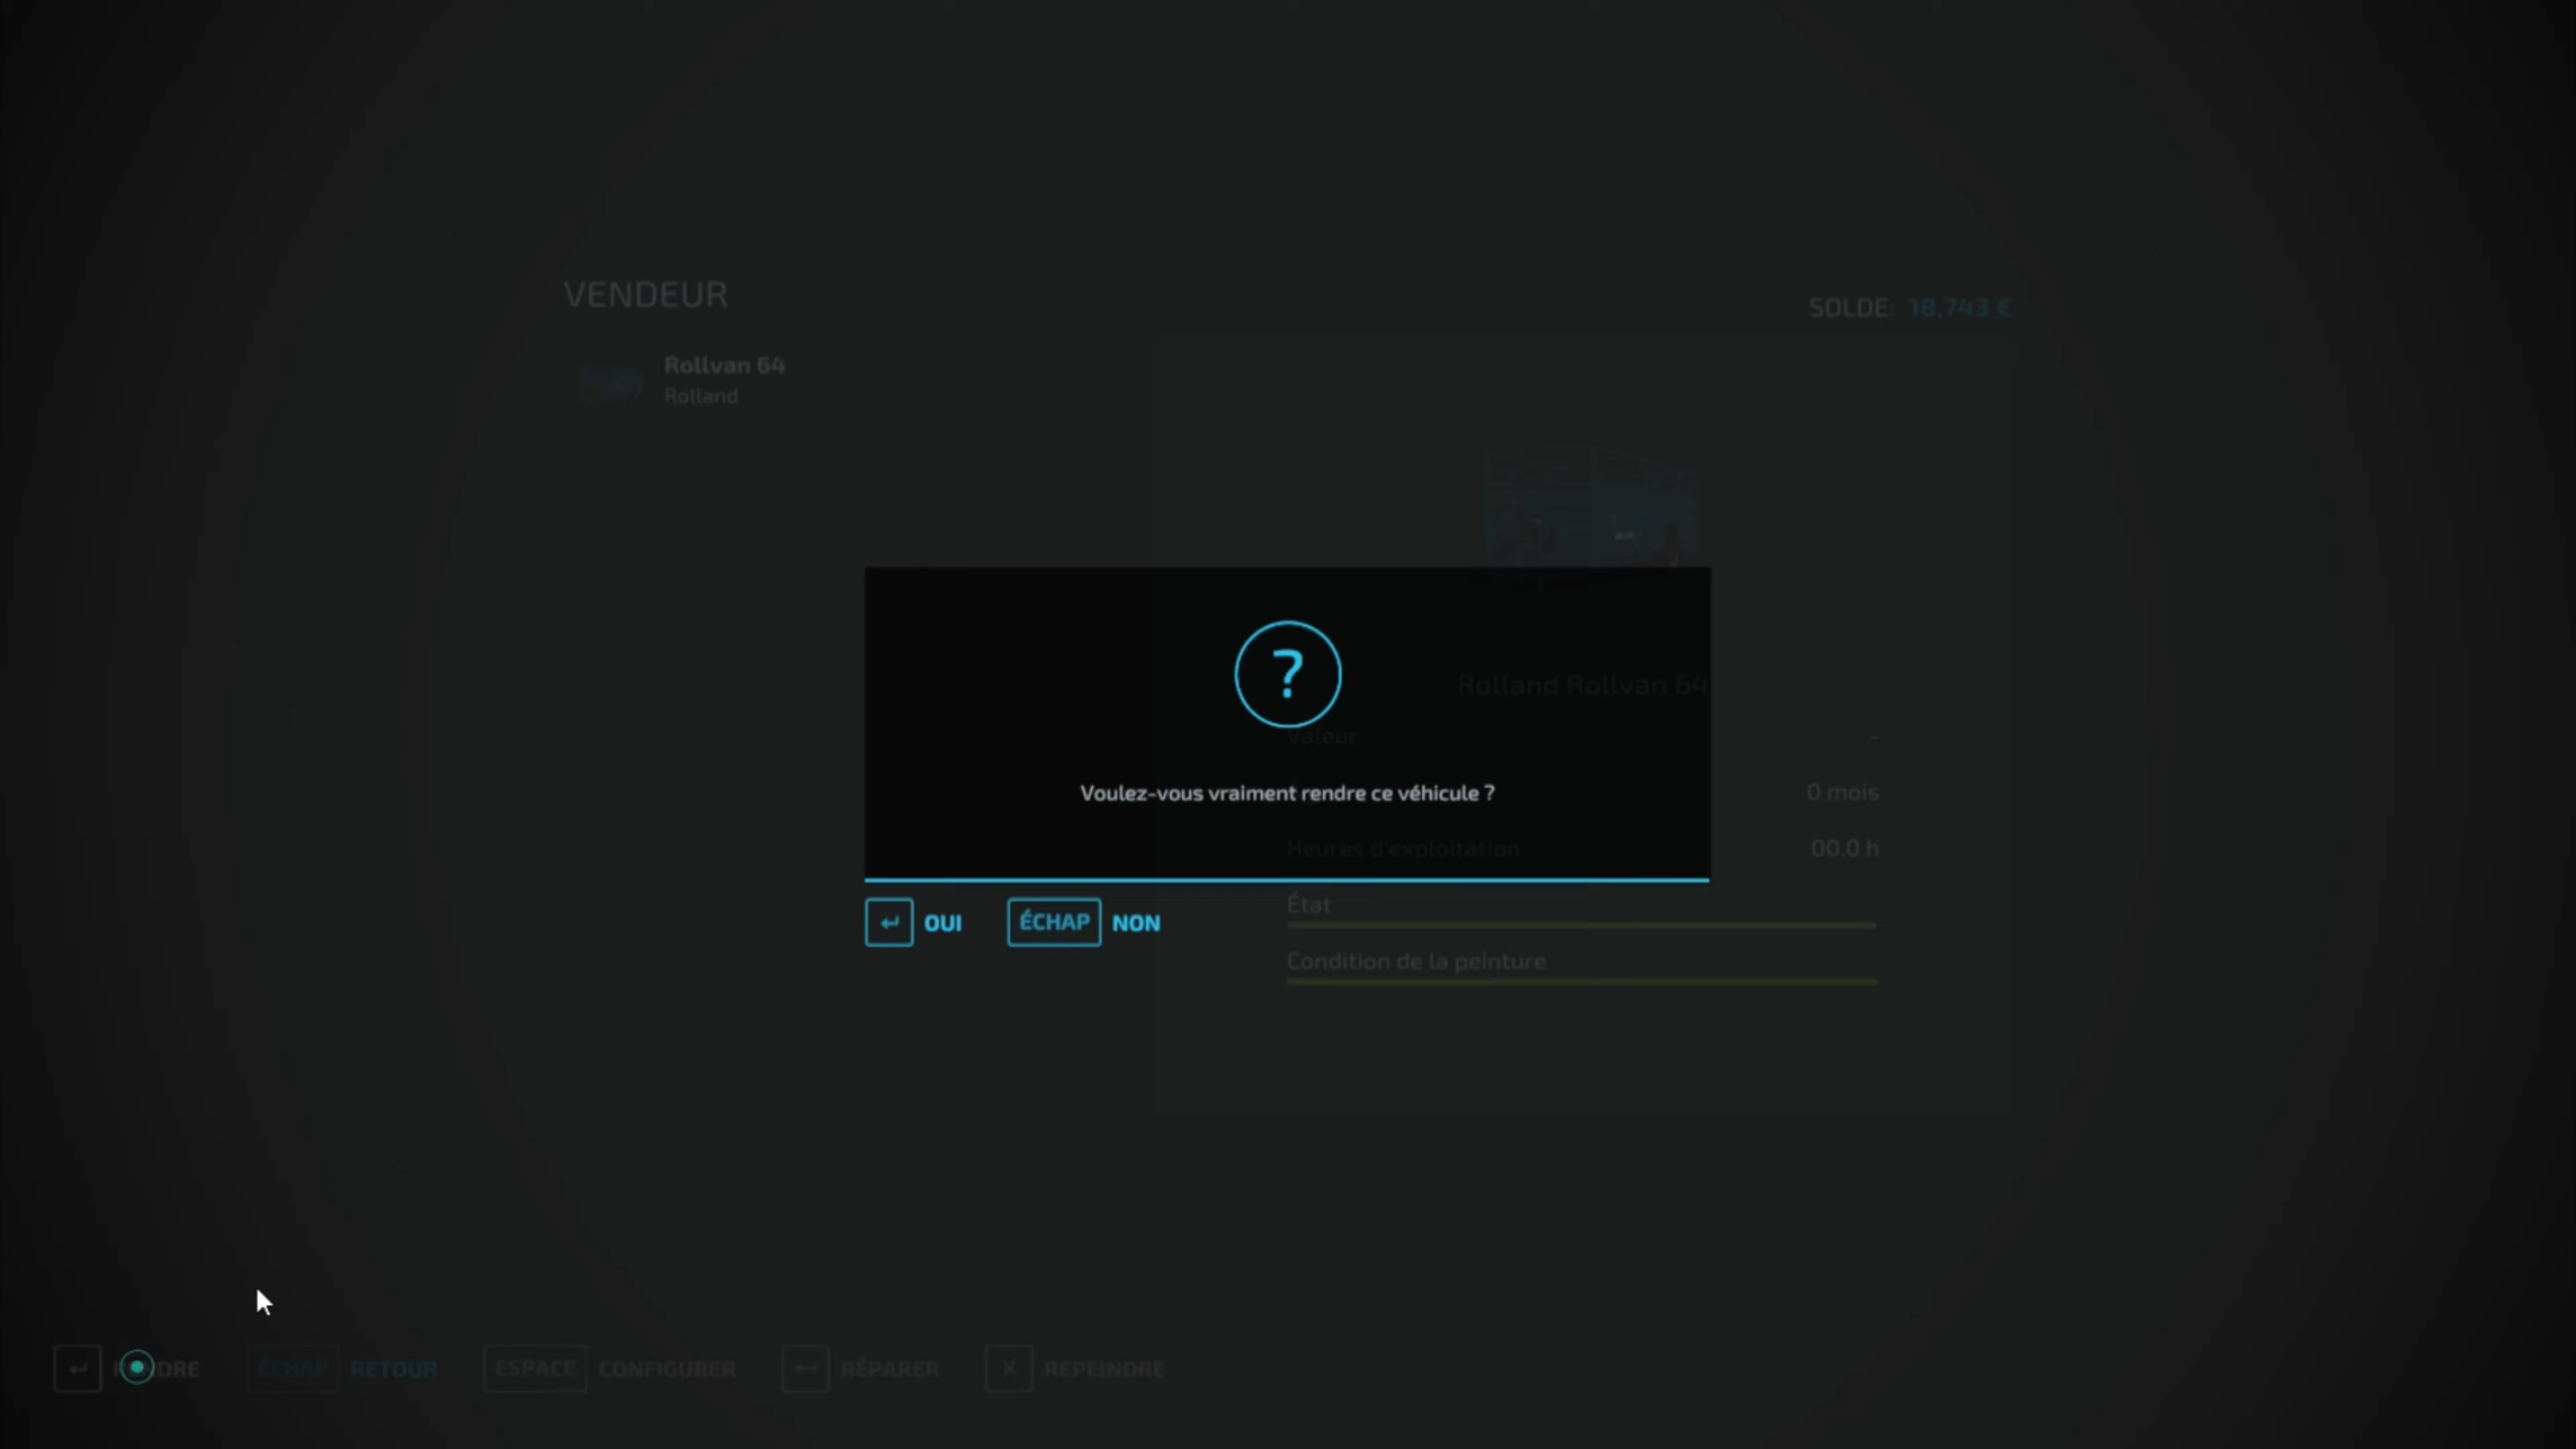 VENDEUR
SOLDE: 18,743 €
Rollvan 64
Rolland
?
Rolland Rollvan 64
Valeur -
Voulez-vous vraiment rendre ce véhicule ?
0 mois
Heures d'exploitation 00.0 h
État
OUI ÉCHAP NON
Condition de la peinture
ÉCHAP RETOUR ESPACE CONFIGURER RÉPARER X REPEINDRE